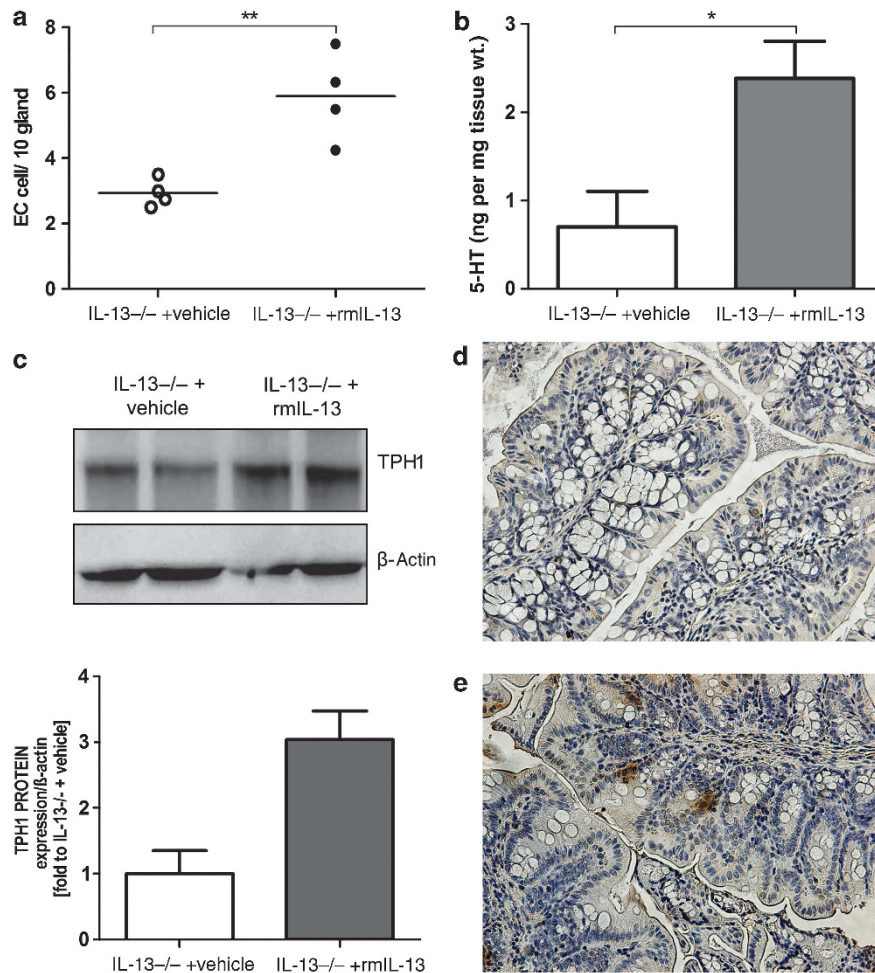 a
**
EC cell/ 10 gland
8
6
4
2
0
IL-13–/– +vehicle
IL-13–/– +rmIL-13
b
*
5-HT (ng per mg tissue wt.)
3
2
1
0
IL-13–/– +vehicle
IL-13–/– +rmIL-13
c
IL-13–/– +
vehicle
IL-13–/– +
rmIL-13
TPH1
β-Actin
TPH1 PROTEIN
expression/ß-actin
[fold to IL-13-/- + vehicle]
4
3
2
1
0
IL-13–/– +vehicle
IL-13–/– +rmIL-13
d
e